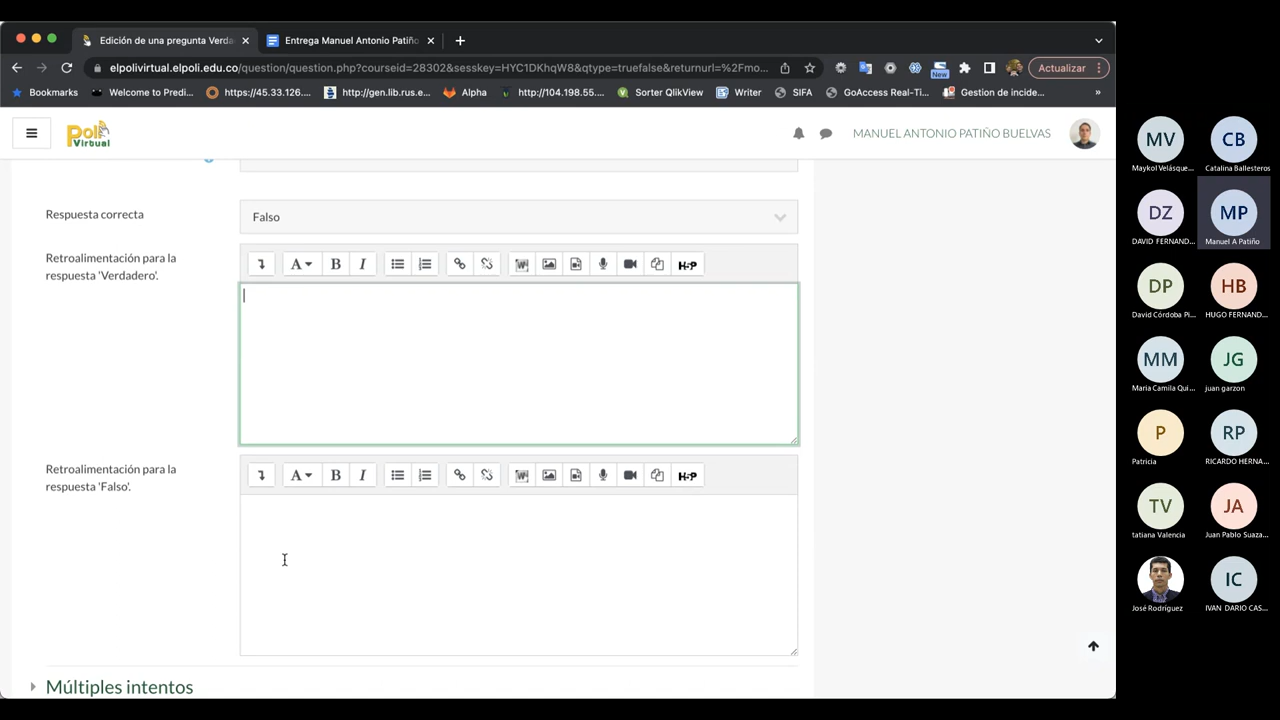 Edición de una pregunta Verda
Entrega Manuel Antonio Patiño
elpolivirtual.elpoli.edu.co/question/question.php?courseid=28302&sesskey=HYC1DKhqW8&qtype=truefalse&returnurl=%2Fmo...
New
Actualizar
Bookmarks
Welcome to Predi...
https://45.33.126....
http://gen.lib.rus.e...
Alpha
http://104.198.55....
Sorter QlikView
Writer
SIFA
GoAccess Real-Ti...
Gestion de incide...
»
Poli
Virtual
MANUEL ANTONIO PATIÑO BUELVAS
Respuesta correcta
Falso
Retroalimentación para la
respuesta 'Verdadero'.
A
B
I
H5P
Retroalimentación para la
respuesta 'Falso'.
A
B
I
H5P
Múltiples intentos
MV
Maykol Velásque...
CB
Catalina Ballesteros
DZ
DAVID FERNAND...
MP
Manuel A Patiño
DP
David Córdoba Pi...
HB
HUGO FERNAND...
MM
Maria Camila Qui...
JG
juan garzon
P
Patricia
RP
RICARDO HERNA...
TV
tatiana Valencia
JA
Juan Pablo Suaza...
José Rodríguez
IC
IVAN DARIO CAS...